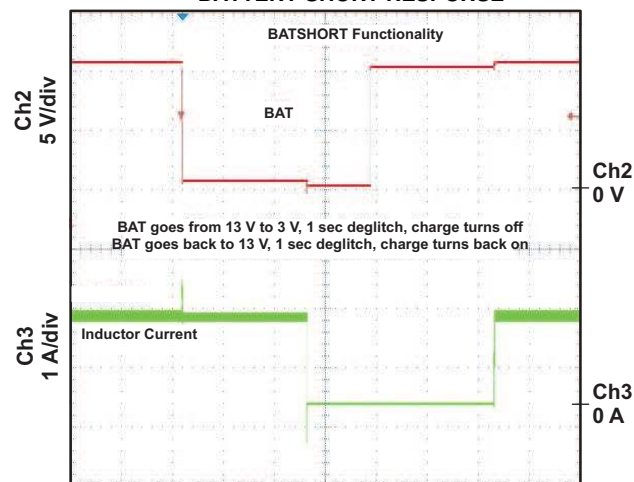 BATSHORT Functionality
Ch2
5 V/div
BAT
Ch2
0 V
BAT goes from 13 V to 3 V, 1 sec deglitch, charge turns off
BAT goes back to 13 V, 1 sec deglitch, charge turns back on
Ch3
1 A/div
Inductor Current
Ch3
0 A